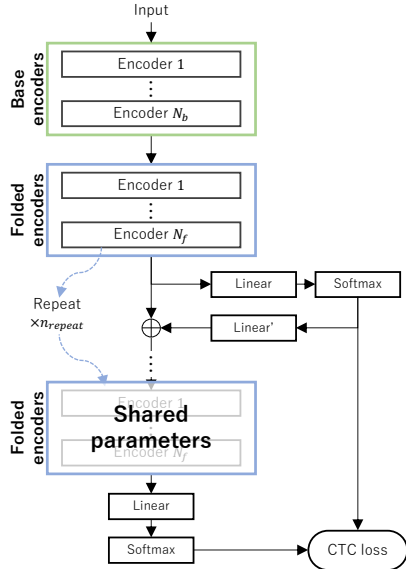 Input
Base
encoders
Encoder 1
Encoder N_b
Folded
encoders
Encoder 1
Encoder N_f
Linear
Softmax
Repeat
×n_repeat
Linear'
Folded
encoders
Encoder 1
Shared
parameters
Encoder N_f
Linear
Softmax
CTC loss